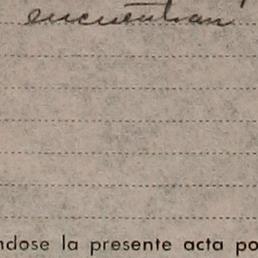 encuentran
ndose la presente acta po